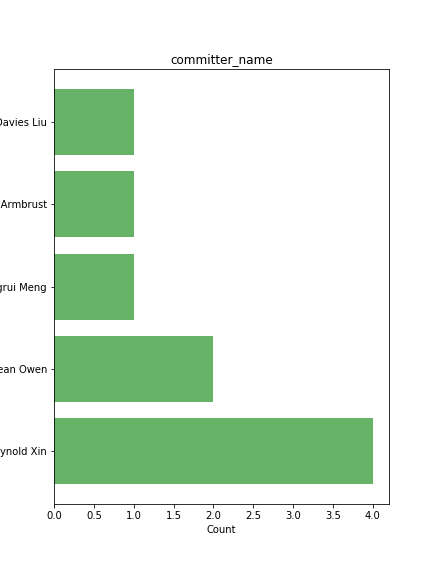 committer_name
Davies Liu
Armbrust
grui Meng
ean Owen
ynold Xin
0.0 0.5 1.0 1.5 2.0 2.5 3.0 3.5 4.0
Count